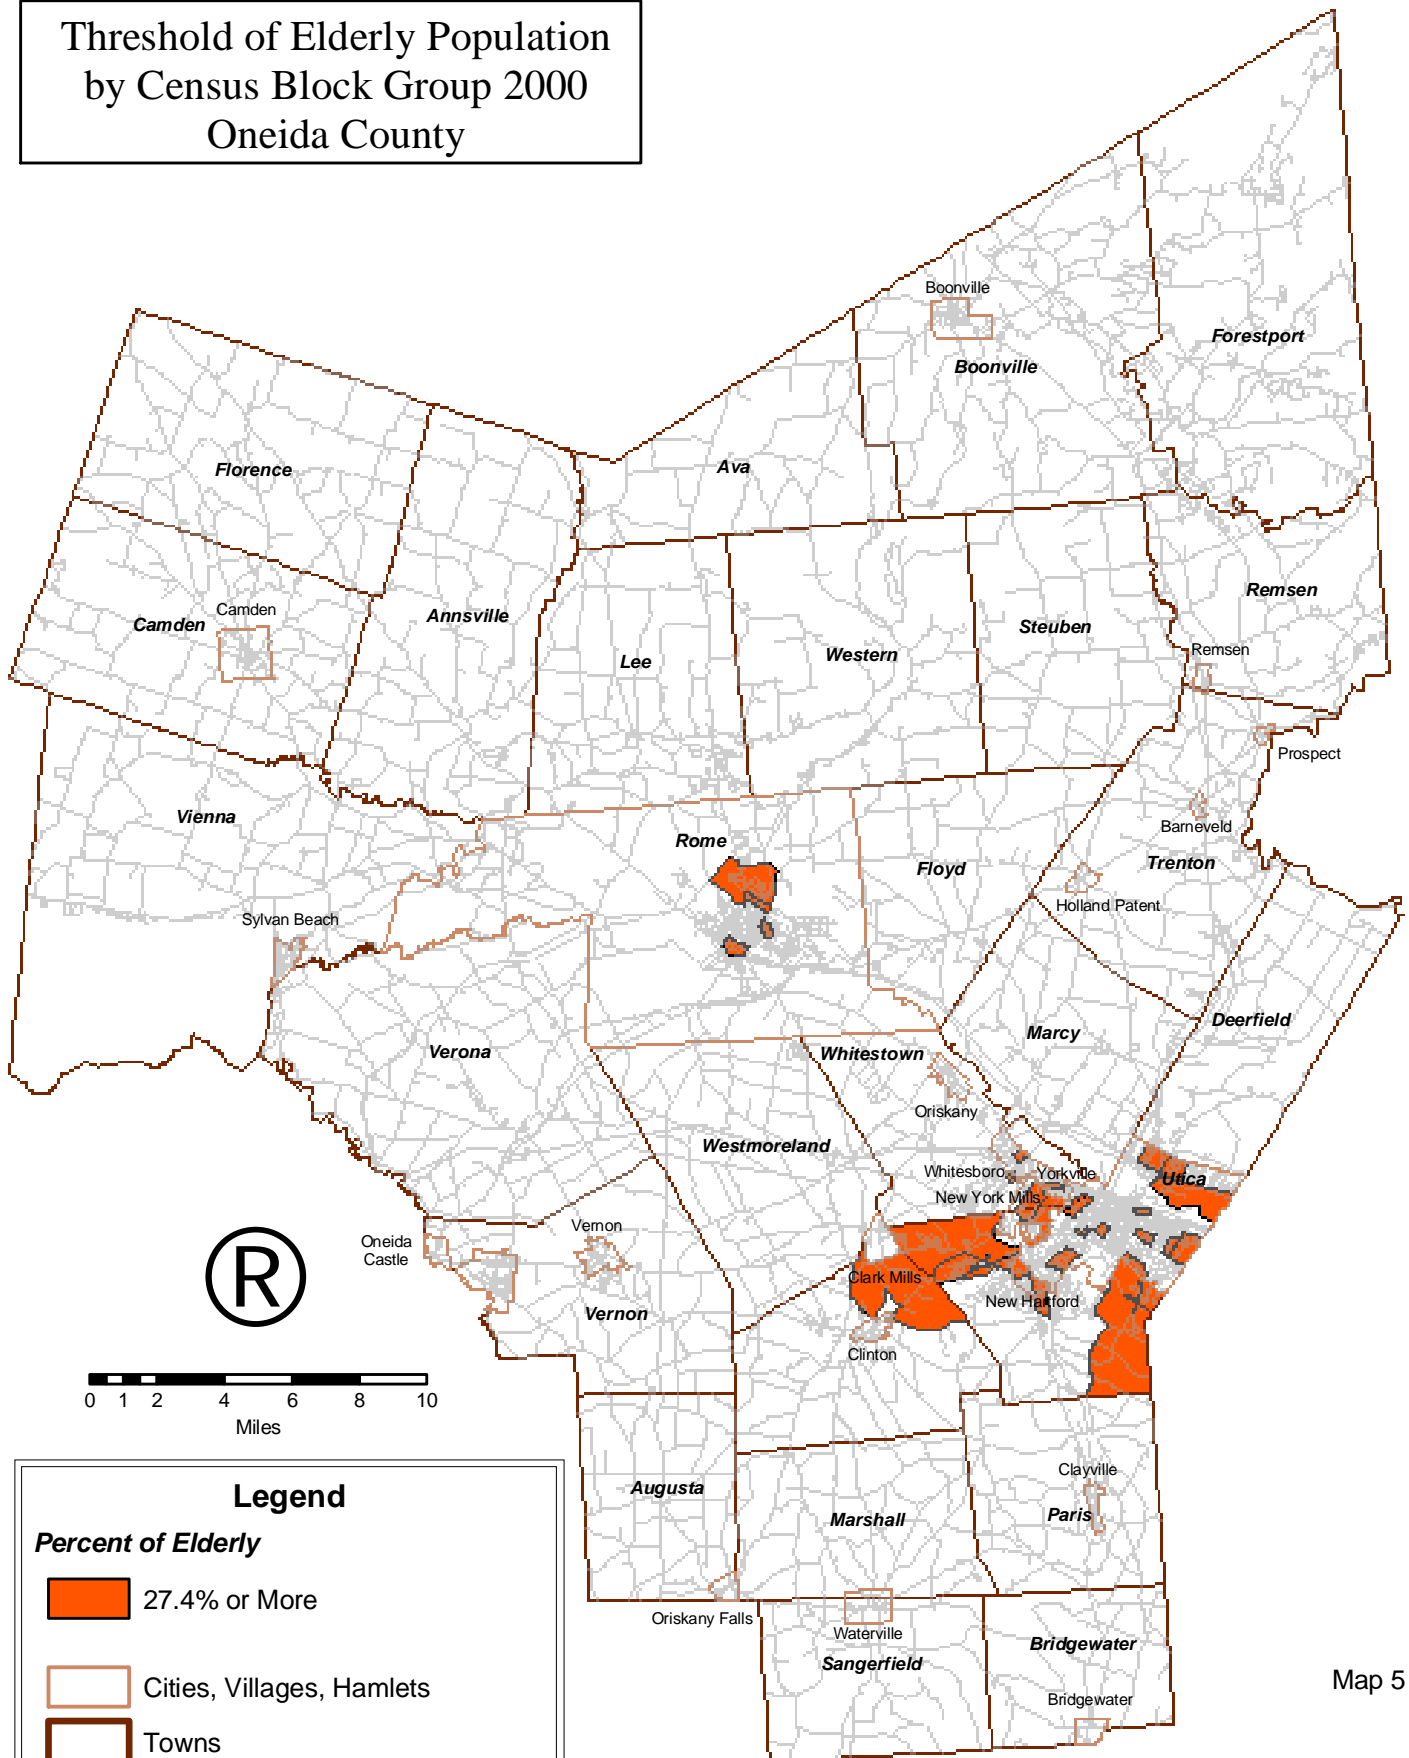 Threshold of Elderly Population
by Census Block Group 2000
Oneida County
Boonville
Forestport
Boonville
Florence
Ava
Camden
Camden
Annsville
Lee
Western
Steuben
Remsen
Remsen
Prospect
Vienna
Rome
Floyd
Barneveld
Trenton
Holland Patent
Sylvan Beach
Verona
Whitestown
Marcy
Deerfield
Oriskany
Westmoreland
Whitesboro
Yorkville
Utica
New York Mills
Vernon
Oneida
Castle
®
Clark Mills
New Hartford
Vernon
Clinton
0 1 2 4 6 8 10
Miles
Clayville
Augusta
Marshall
Paris
Oriskany Falls
Waterville
Sangerfield
Bridgewater
Bridgewater
Map 5
Legend
Percent of Elderly
27.4% or More
Cities, Villages, Hamlets
Towns